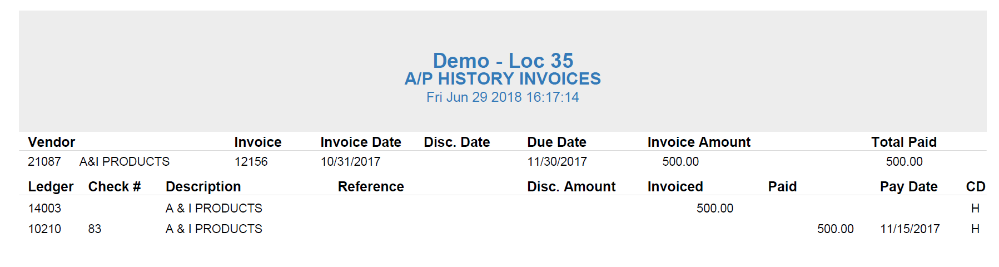 Demo - Loc 35
A/P HISTORY INVOICES
Fri Jun 29 2018 16:17:14
Vendor Invoice Invoice Date Disc. Date Due Date Invoice Amount Total Paid
21087 A&I PRODUCTS 12156 10/31/2017 11/30/2017 500.00 500.00
Ledger Check # Description Reference Disc. Amount Invoiced Paid Pay Date CD
14003 A & I PRODUCTS 500.00 H
10210 83 A & I PRODUCTS 500.00 11/15/2017 H